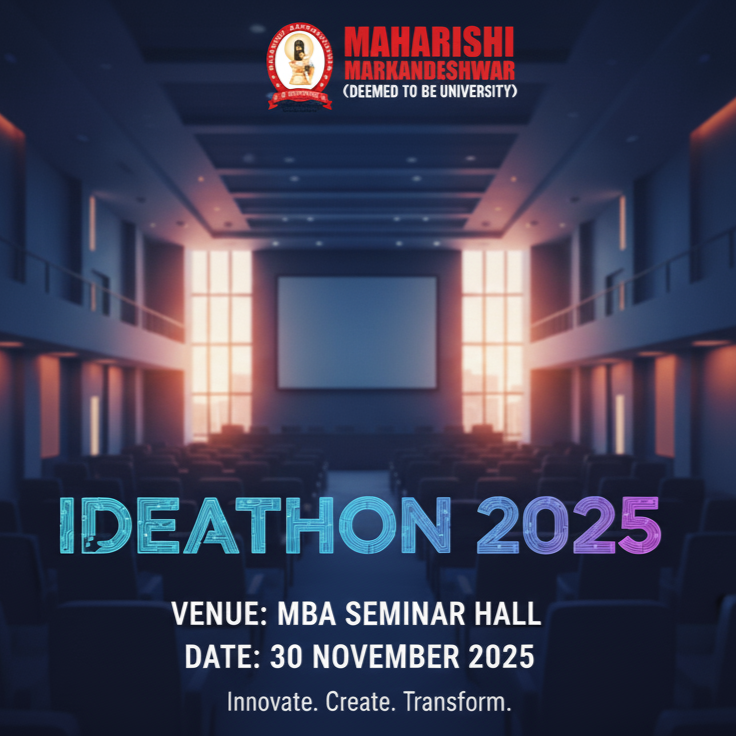 MAHARISHI
MARKANDESHWAR
(DEEMED TO BE UNIVERSITY)
IDEATHON 2025
VENUE: MBA SEMINAR HALL
DATE: 30 NOVEMBER 2025
Innovate. Create. Transform.